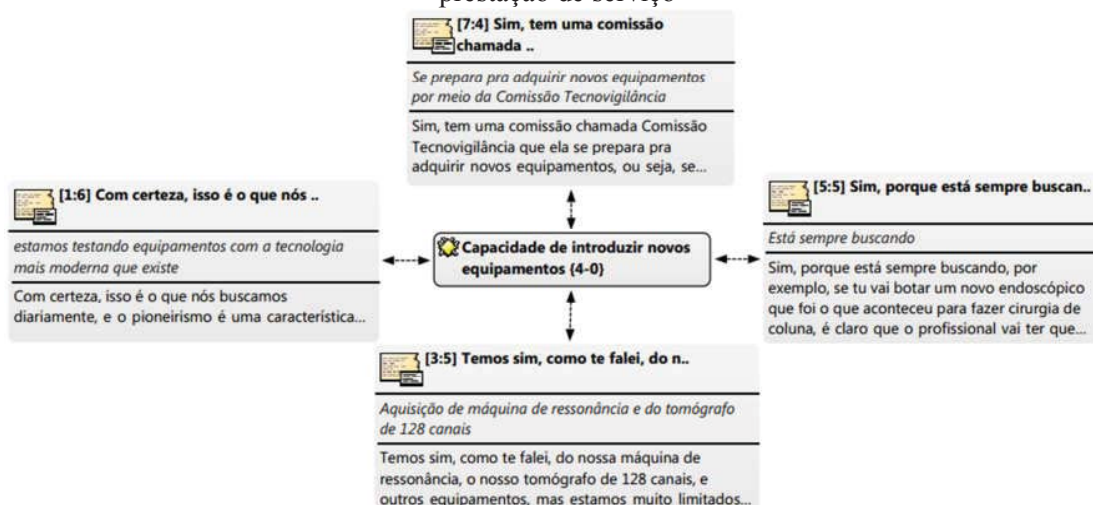 prestação de serviço
[7:4] Sim, tem uma comissão
chamada ..
Se prepara pra adquirir novos equipamentos
por meio da Comissão Tecnovigilância
Sim, tem uma comissão chamada Comissão
Tecnovigilância que ela se prepara pra
adquirir novos equipamentos, ou seja, se...
[1:6] Com certeza, isso é o que nós ..
estamos testando equipamentos com a tecnologia
mais moderna que existe
Com certeza, isso é o que nós buscamos
diariamente, e o pioneirismo é uma característica...
Capacidade de introduzir novos
equipamentos {4-0}
[5:5] Sim, porque está sempre buscan..
Está sempre buscando
Sim, porque está sempre buscando, por
exemplo, se tu vai botar um novo endoscópico
que foi o que aconteceu para fazer cirurgia de
coluna, é claro que o profissional vai ter que...
[3:5] Temos sim, como te falei, do n..
Aquisição de máquina de ressonância e do tomógrafo
de 128 canais
Temos sim, como te falei, do nossa máquina de
ressonância, o nosso tomógrafo de 128 canais, e
outros equipamentos, mas estamos muito limitados...